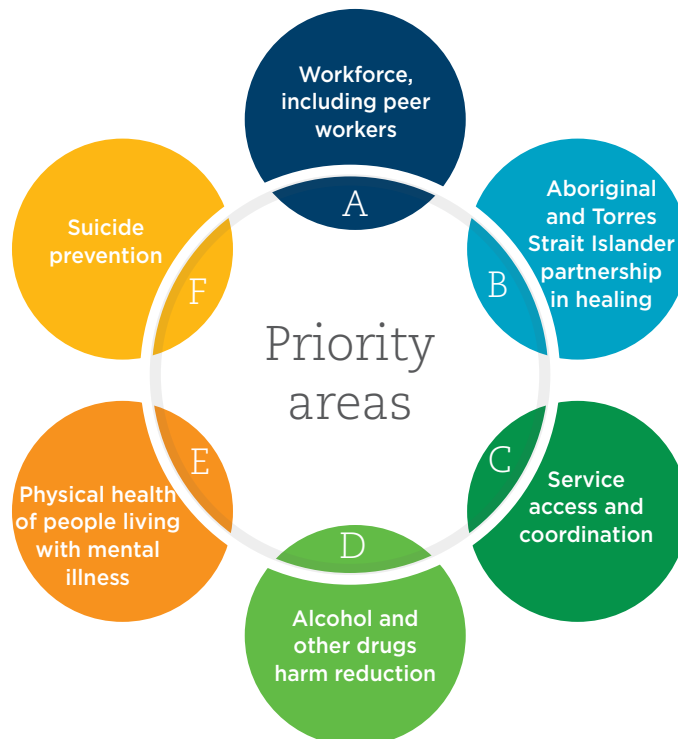 Workforce,
including peer
workers
A
Aboriginal
and Torres
Strait Islander
partnership
in healing
B
Service
access and
coordination
C
Alcohol and
other drugs
harm reduction
D
Physical health
of people living
with mental
illness
E
Suicide
prevention
F
Priority
areas